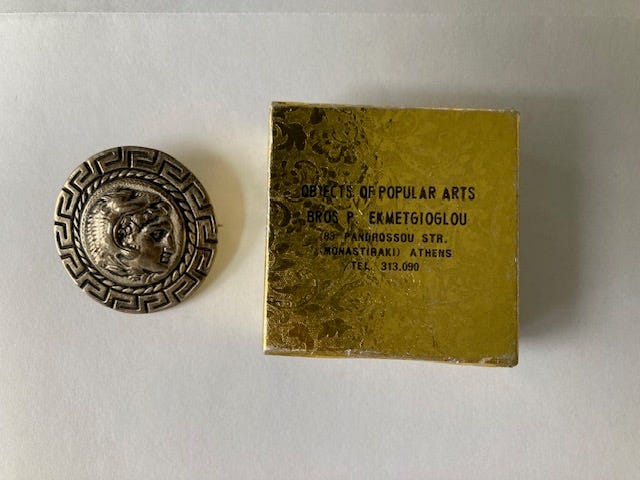 OBJECTS OF POPULAR ARTS
BROS P. EKMETGIOGLOU
(83 PANDROSSOU STR.
(MONASTIRAKI) ATHENS
TEL. 313.090